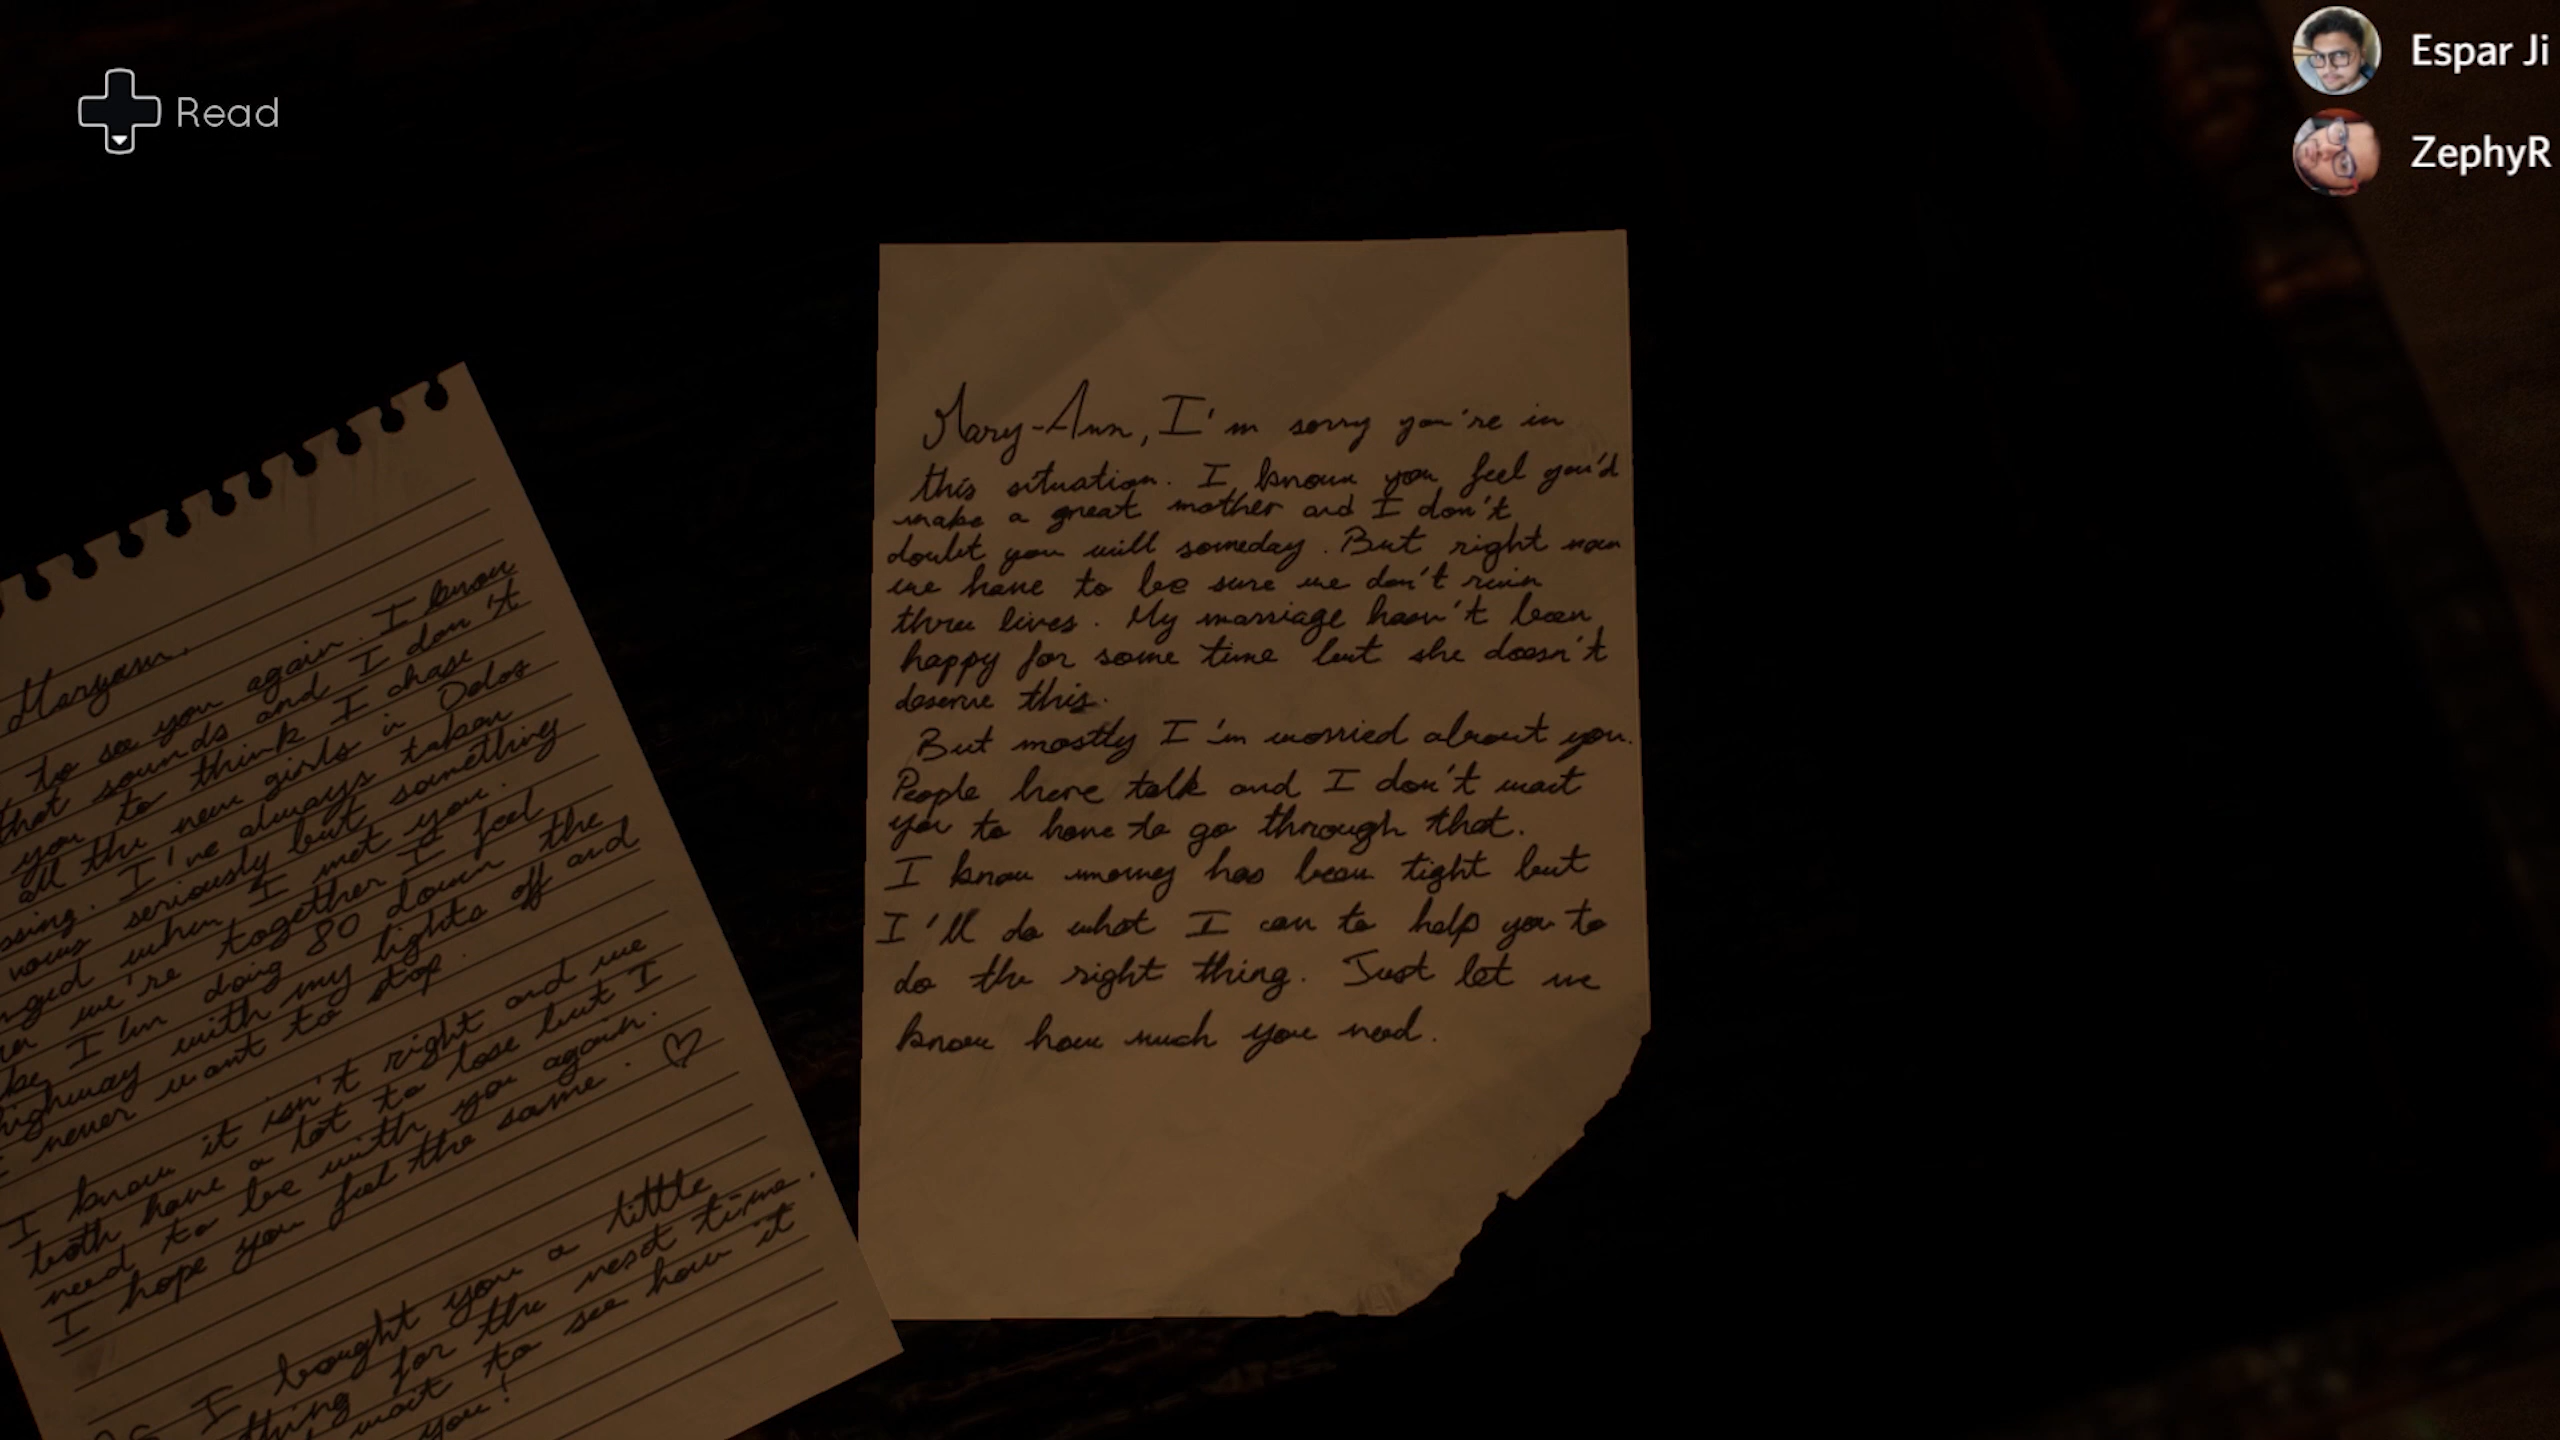 Read
Espar Ji
ZephyR
Mary-Ann, I'm sorry you're in
this situation. I know you feel you'd
make a great mother and I don't
doubt you will someday. But right now
we have to be sure we don't ruin
three lives. My marriage hasn't been
happy for some time but she doesn't
deserve this.
But mostly I'm worried about you.
People here talk and I don't want
you to have to go through that.
I know money has been tight but
I'll do what I can to help you to
do the right thing. Just let me
know how much you need.
Maryann,
to see you again. I know
that sounds and I don't
you to think I chase
all the new girls in Delos
I've always taken
vows seriously but something
when I met you.
we're together I feel
I'm doing 80 down the
highway with my lights off and
I never want to stop.
I know it isn't right and we
both have a lot to lose but I
need to be with you again.
I hope you feel the same. ♡
I bought you a little
thing for the next time.
wait to see how it
you!